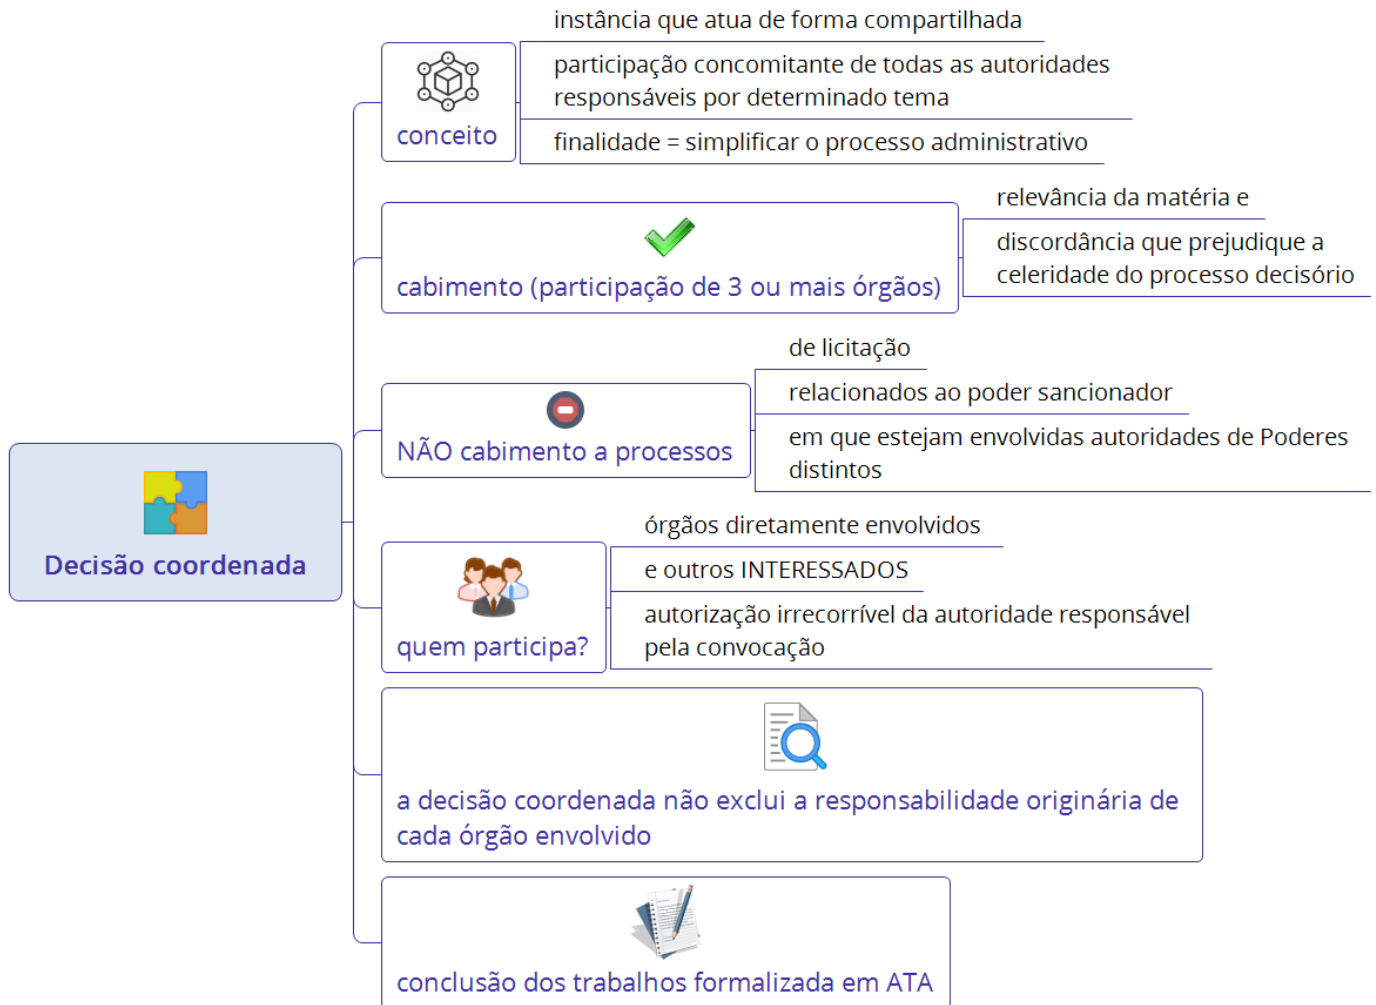 instância que atua de forma compartilhada
participação concomitante de todas as autoridades
responsáveis por determinado tema
conceito
finalidade = simplificar o processo administrativo
relevância da matéria e
discordância que prejudique a
celeridade do processo decisório
cabimento (participação de 3 ou mais órgãos)
de licitação
relacionados ao poder sancionador
em que estejam envolvidas autoridades de Poderes
distintos
NÃO cabimento a processos
Decisão coordenada
órgãos diretamente envolvidos
e outros INTERESSADOS
autorização irrecorrível da autoridade responsável
pela convocação
quem participa?
a decisão coordenada não exclui a responsabilidade originária de
cada órgão envolvido
conclusão dos trabalhos formalizada em ATA